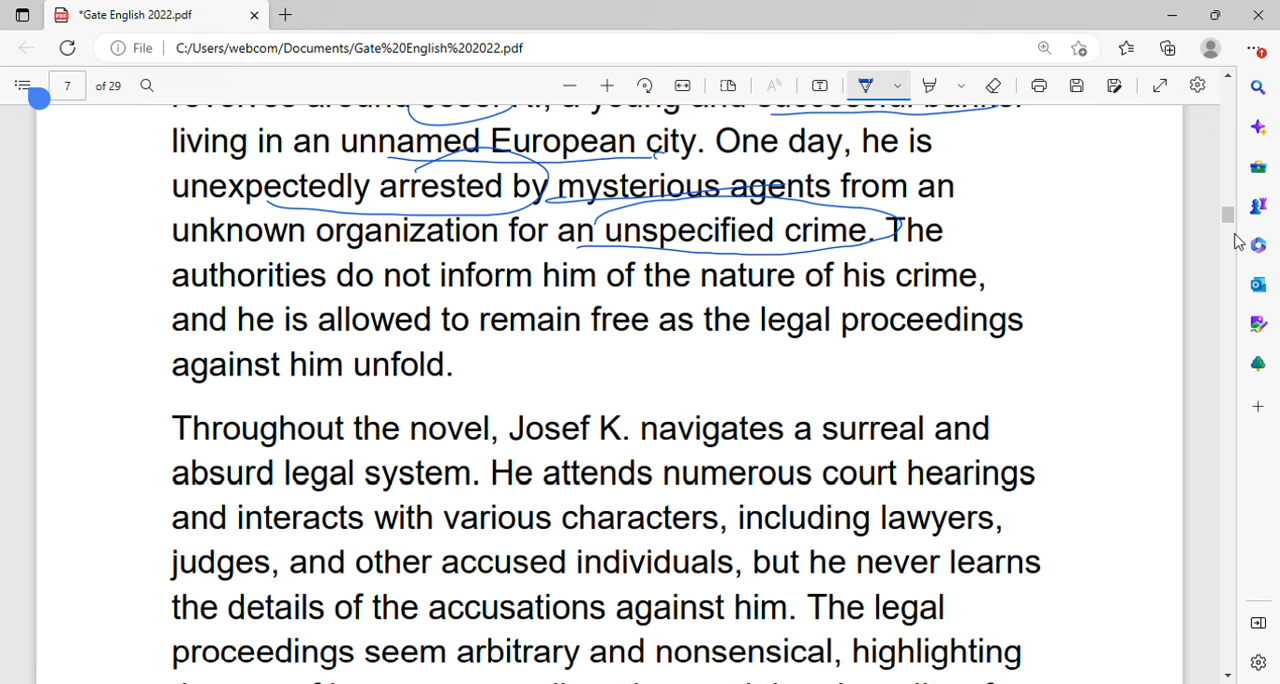 *Gate English 2022.pdf
File C:/Users/webcom/Documents/Gate%20English%202022.pdf
7 of 29
revolves around Josef K., a young and successful banker
living in an unnamed European city. One day, he is
unexpectedly arrested by mysterious agents from an
unknown organization for an unspecified crime. The
authorities do not inform him of the nature of his crime,
and he is allowed to remain free as the legal proceedings
against him unfold.
Throughout the novel, Josef K. navigates a surreal and
absurd legal system. He attends numerous court hearings
and interacts with various characters, including lawyers,
judges, and other accused individuals, but he never learns
the details of the accusations against him. The legal
proceedings seem arbitrary and nonsensical, highlighting